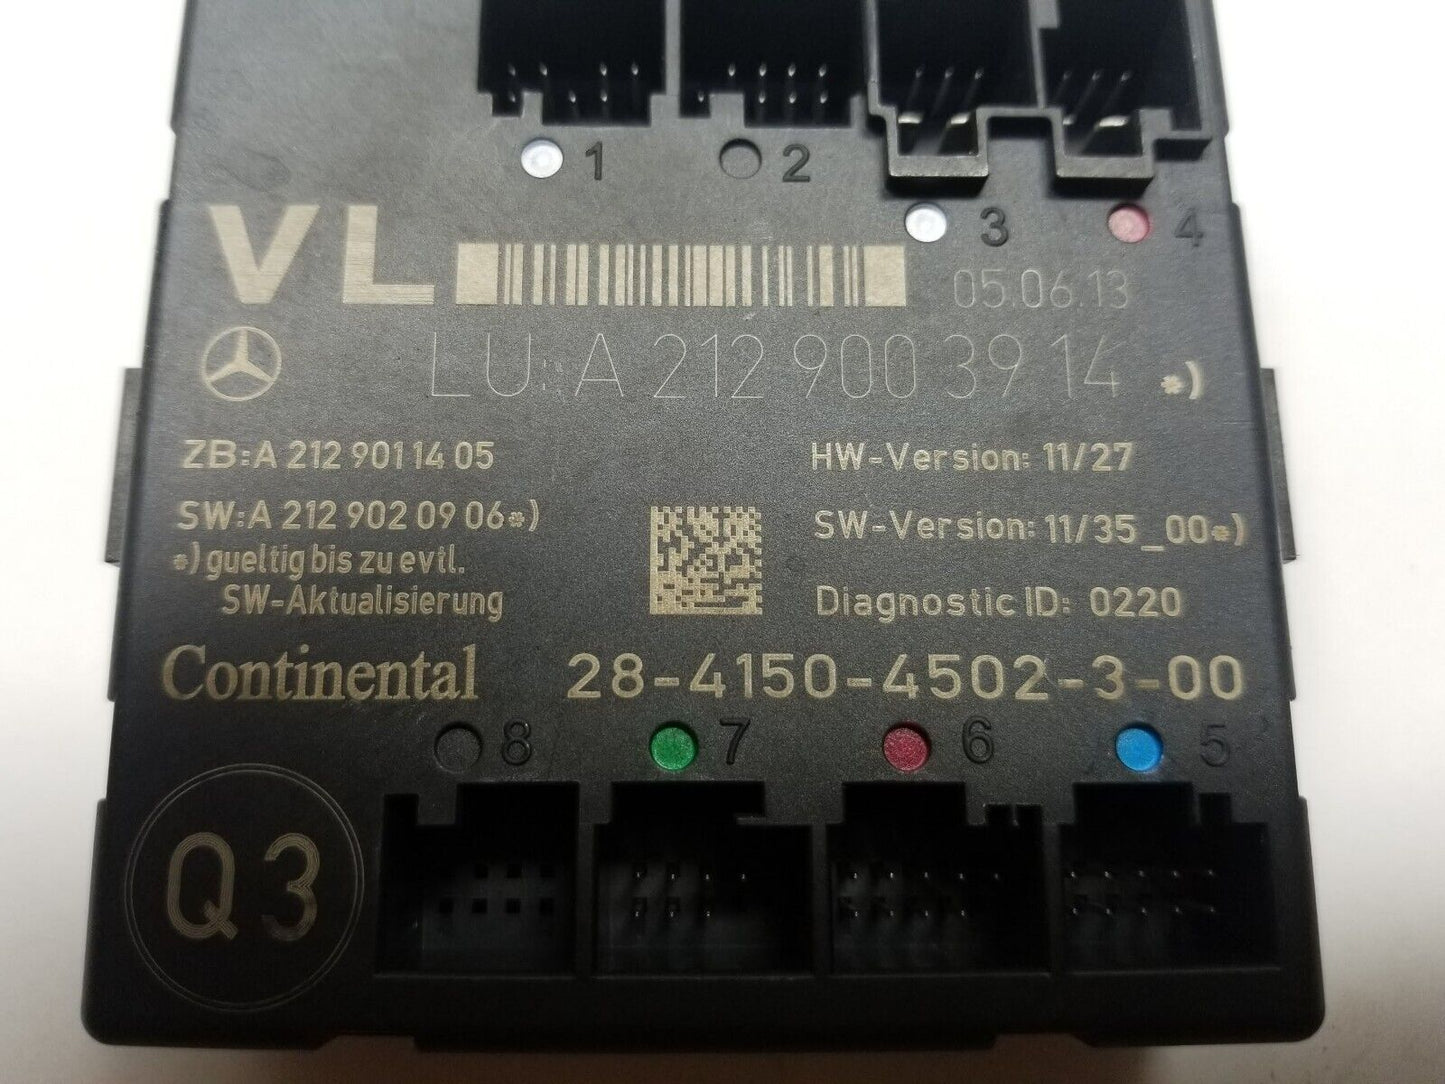 1 2
3 4
VL
05.06.13
LU:A 212 900 39 14 *)
ZB:A 212 901 14 05
HW-Version: 11/27
SW:A 212 902 09 06*)
SW-Version: 11/35_00*)
*) gueltig bis zu evtl.
SW-Aktualisierung
Diagnostic ID: 0220
Continental 28-4150-4502-3-00
8 7 6 5
Q3